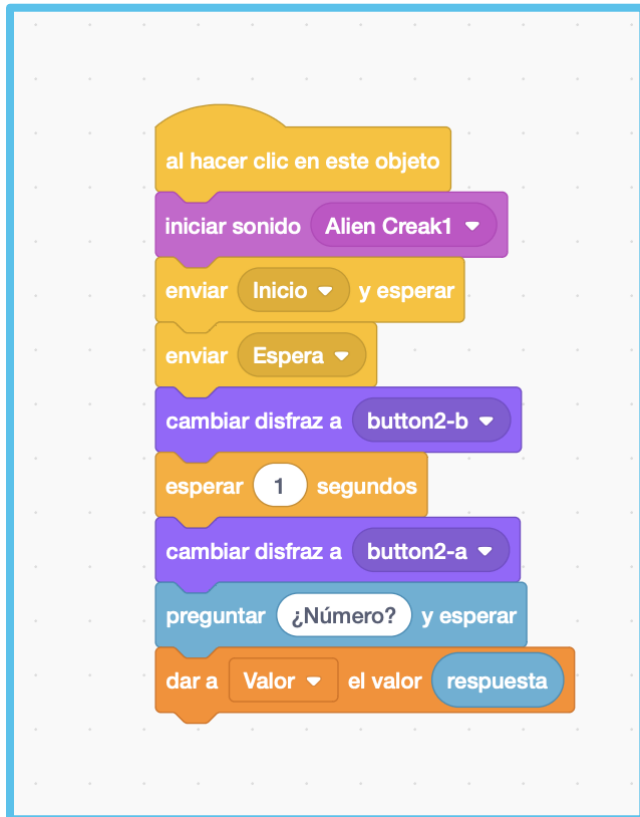 al hacer clic en este objeto
iniciar sonido Alien Creak1
enviar Inicio y esperar
enviar Espera
cambiar disfraz a button2-b
esperar 1 segundos
cambiar disfraz a button2-a
preguntar ¿Número? y esperar
dar a Valor el valor respuesta